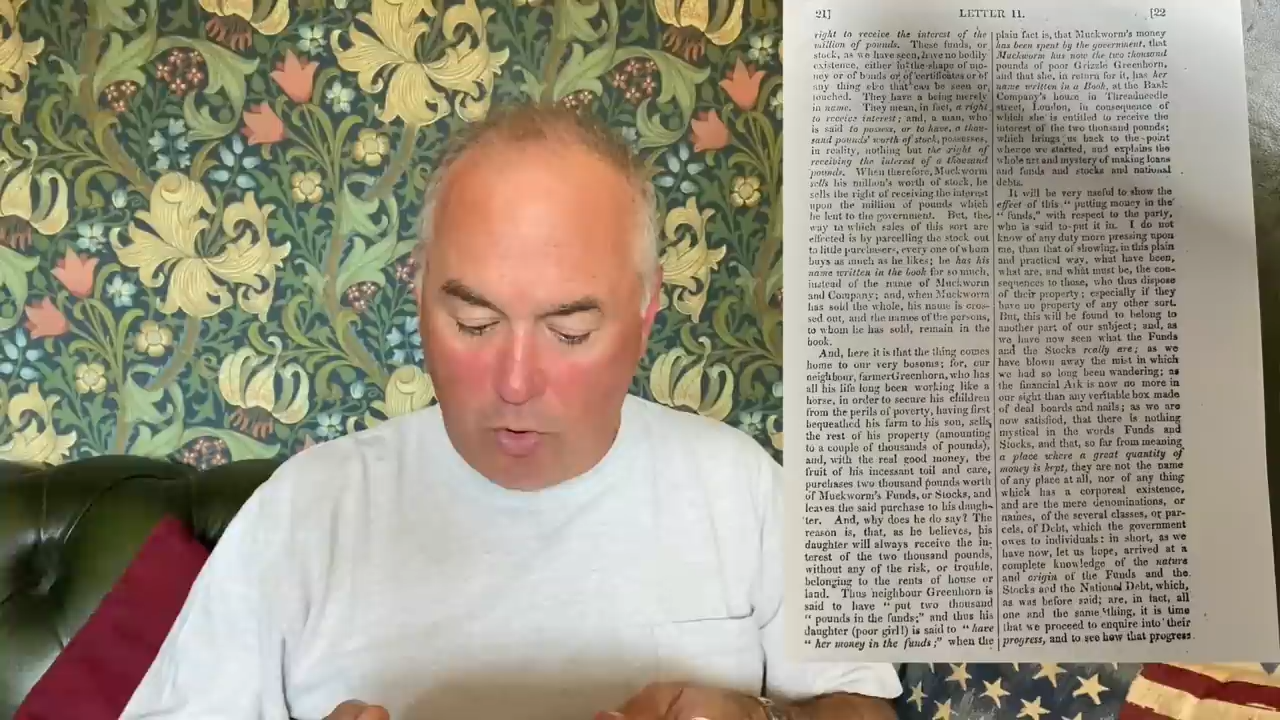 21] LETTER II. [22
right to receive the interest of the
million of pounds. These funds, or
stock, as we have seen, have no bodily
existence, either in the shape of mo-
ney or of bonds or of certificates or of
any thing else that can be seen or
touched. They have a being merely
in name. They mean, in fact, a right
to receive interest; and, a man, who
is said to possess, or to have, a thou-
sand pounds' worth of stock, possesses,
in reality, nothing but the right of
receiving the interest of a thousand
pounds. When therefore, Muckworm
sells his million's worth of stock, he
sells the right of receiving the interest
upon the million of pounds which
he lent to the government. But, the
way in which sales of this sort are
effected is by parcelling the stock out
to little purchasers, every one of whom
buys as much as he likes; he has his
name written in the book for so much,
instead of the name of Muckworm
and Company; and, when Muckworm
has sold the whole, his name is cros-
sed out, and the names of the persons,
to whom he has sold, remain in the
book.
And, here it is that the thing comes
home to our very bosoms; for, our
neighbour, farmer Greenhorn, who has
all his life long been working like a
horse, in order to secure his children
from the perils of poverty, having first
bequeathed his farm to his son, sells
the rest of his property (amounting
to a couple of thousands of pounds),
and, with the real good money, the
fruit of his incessant toil and care,
purchases two thousand pounds worth
of Muckworm's Funds, or Stocks, and
leaves the said purchase to his daugh-
ter. And, why does he do say? The
reason is, that, as he believes, his
daughter will always receive the in-
terest of the two thousand pounds,
without any of the risk, or trouble,
belonging to the rents of house or
land. Thus neighbour Greenhorn is
said to have " put two thousand
" pounds in the funds;" and thus his
daughter (poor girl!) is said to " have
" her money in the funds;" when the
plain fact is, that Muckworm's money
has been spent by the government, that
Muckworm has now the two thousand
pounds of poor Grizzle Greenhorn,
and that she, in return for it, has her
name written in a Book, at the Bank
Company's house in Threadneedle
street, London, in consequence of
which she is entitled to receive the
interest of the two thousand pounds;
which brings us back to the point
whence we started, and explains the
whole art and mystery of making loans
and funds and stocks and national
debts.
It will be very useful to show the
effect of this " putting money in the
" funds," with respect to the party,
who is said to put it in. I do not
know of any duty more pressing upon
me, than that of showing, in this plain
and practical way, what have been,
what are, and what must be, the con-
sequences to those, who thus dispose
of their property; especially if they
have no property of any other sort.
But, this will be found to belong to
another part of our subject; and, as
we have now seen what the Funds
and the Stocks really are; as we
have blown away the mist in which
we had so long been wandering; as
the financial Ark is now no more in
our sight than any veritable box made
of deal boards and nails; as we are
now satisfied, that there is nothing
mystical in the words Funds and
Stocks, and that, so far from meaning
a place where a great quantity of
money is kept, they are not the name
of any place at all, nor of any thing
which has a corporeal existence,
and are the mere denominations, or
names, of the several classes, or par-
cels, of Debt, which the government
owes to individuals: in short, as we
have now, let us hope, arrived at a
complete knowledge of the nature
and origin of the Funds and the
Stocks and the National Debt, which,
as was before said; are, in fact, all
one and the same thing, it is time
that we proceed to enquire into their
progress, and to see how that progress